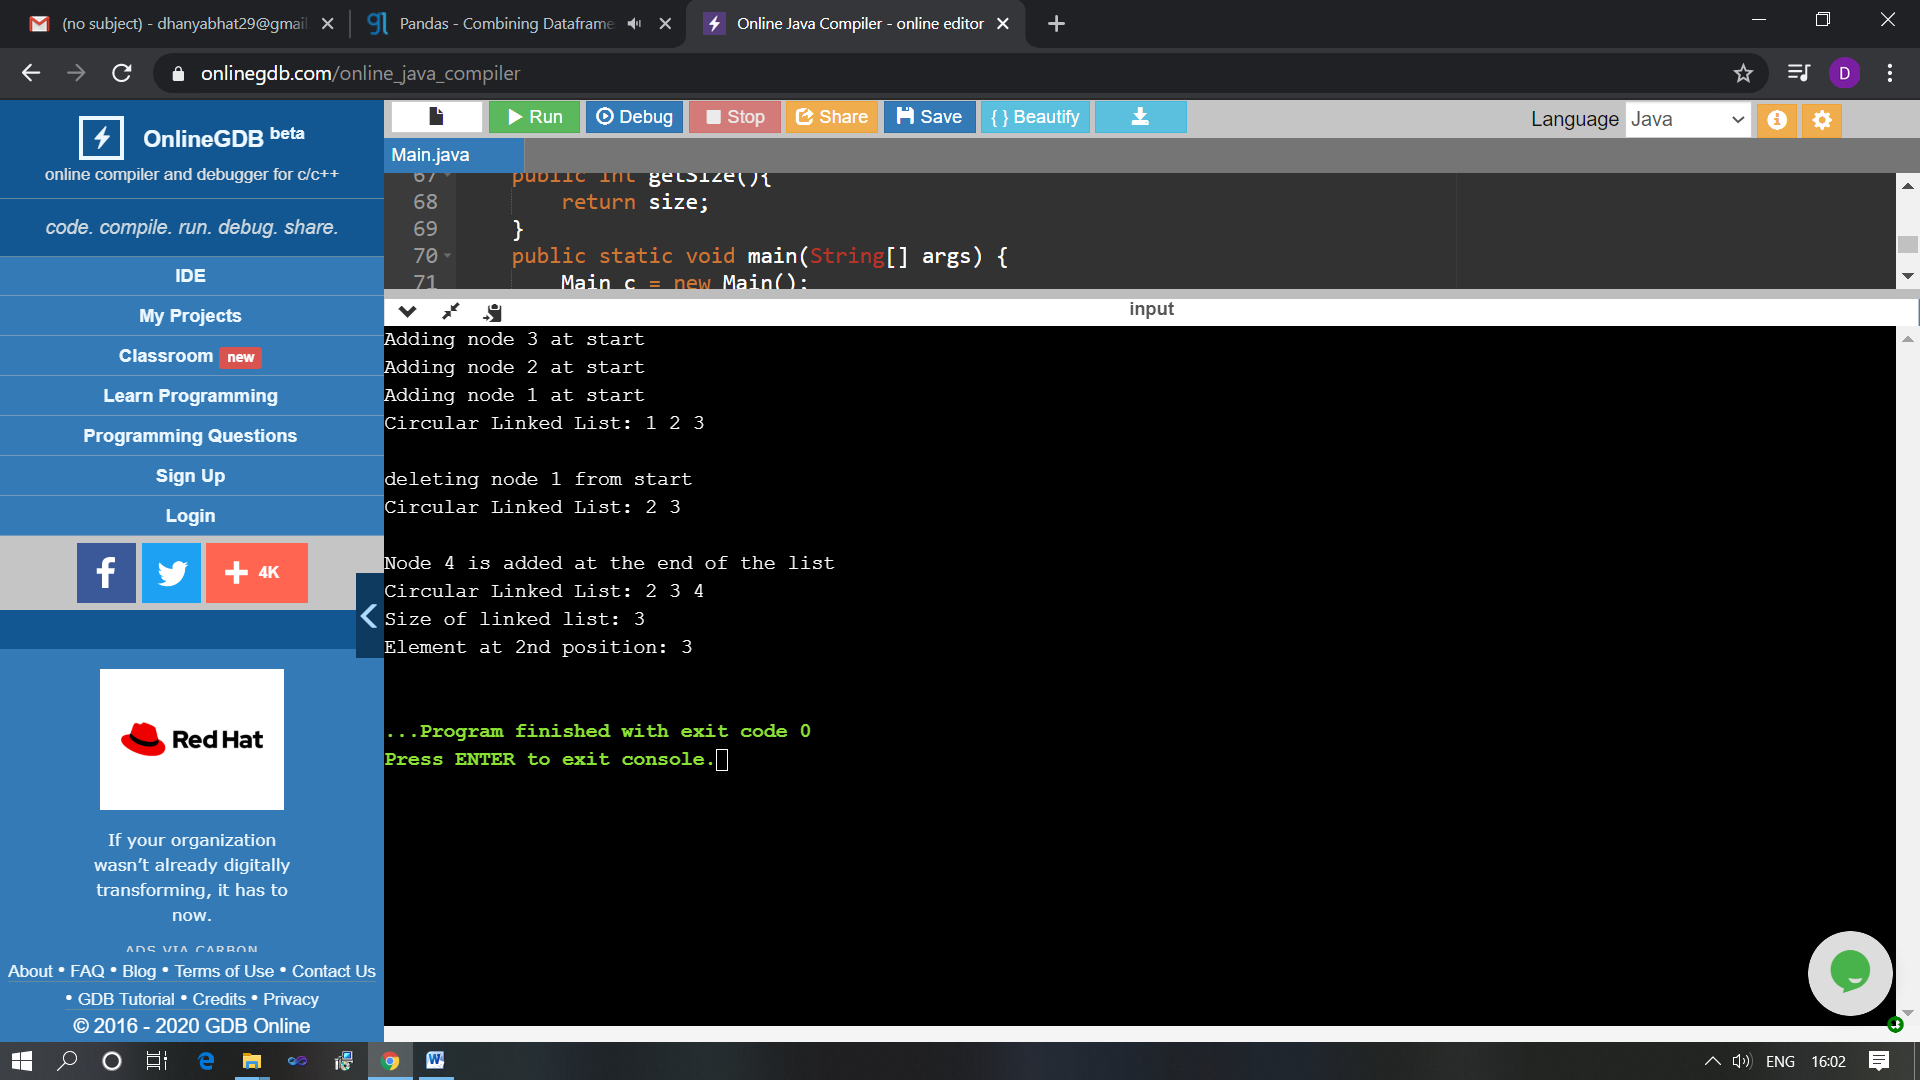 (no subject) - dhanyabhat29@gmail
Pandas - Combining Dataframe
Online Java Compiler - online editor
onlinegdb.com/online_java_compiler
D
OnlineGDB beta
online compiler and debugger for c/c++
code. compile. run. debug. share.
IDE
My Projects
Classroom new
Learn Programming
Programming Questions
Sign Up
Login
f
4K
Red Hat
If your organization
wasn't already digitally
transforming, it has to
now.
ADS VIA CARBON
About • FAQ • Blog • Terms of Use • Contact Us
• GDB Tutorial • Credits • Privacy
© 2016 - 2020 GDB Online
Run Debug Stop Share Save { } Beautify
Language Java
Main.java
67 public int getSize(){
68 return size;
69 }
70 public static void main(String[] args) {
71 Main c = new Main();
input
Adding node 3 at start
Adding node 2 at start
Adding node 1 at start
Circular Linked List: 1 2 3
deleting node 1 from start
Circular Linked List: 2 3
Node 4 is added at the end of the list
Circular Linked List: 2 3 4
Size of linked list: 3
Element at 2nd position: 3
...Program finished with exit code 0
Press ENTER to exit console.
ENG 16:02